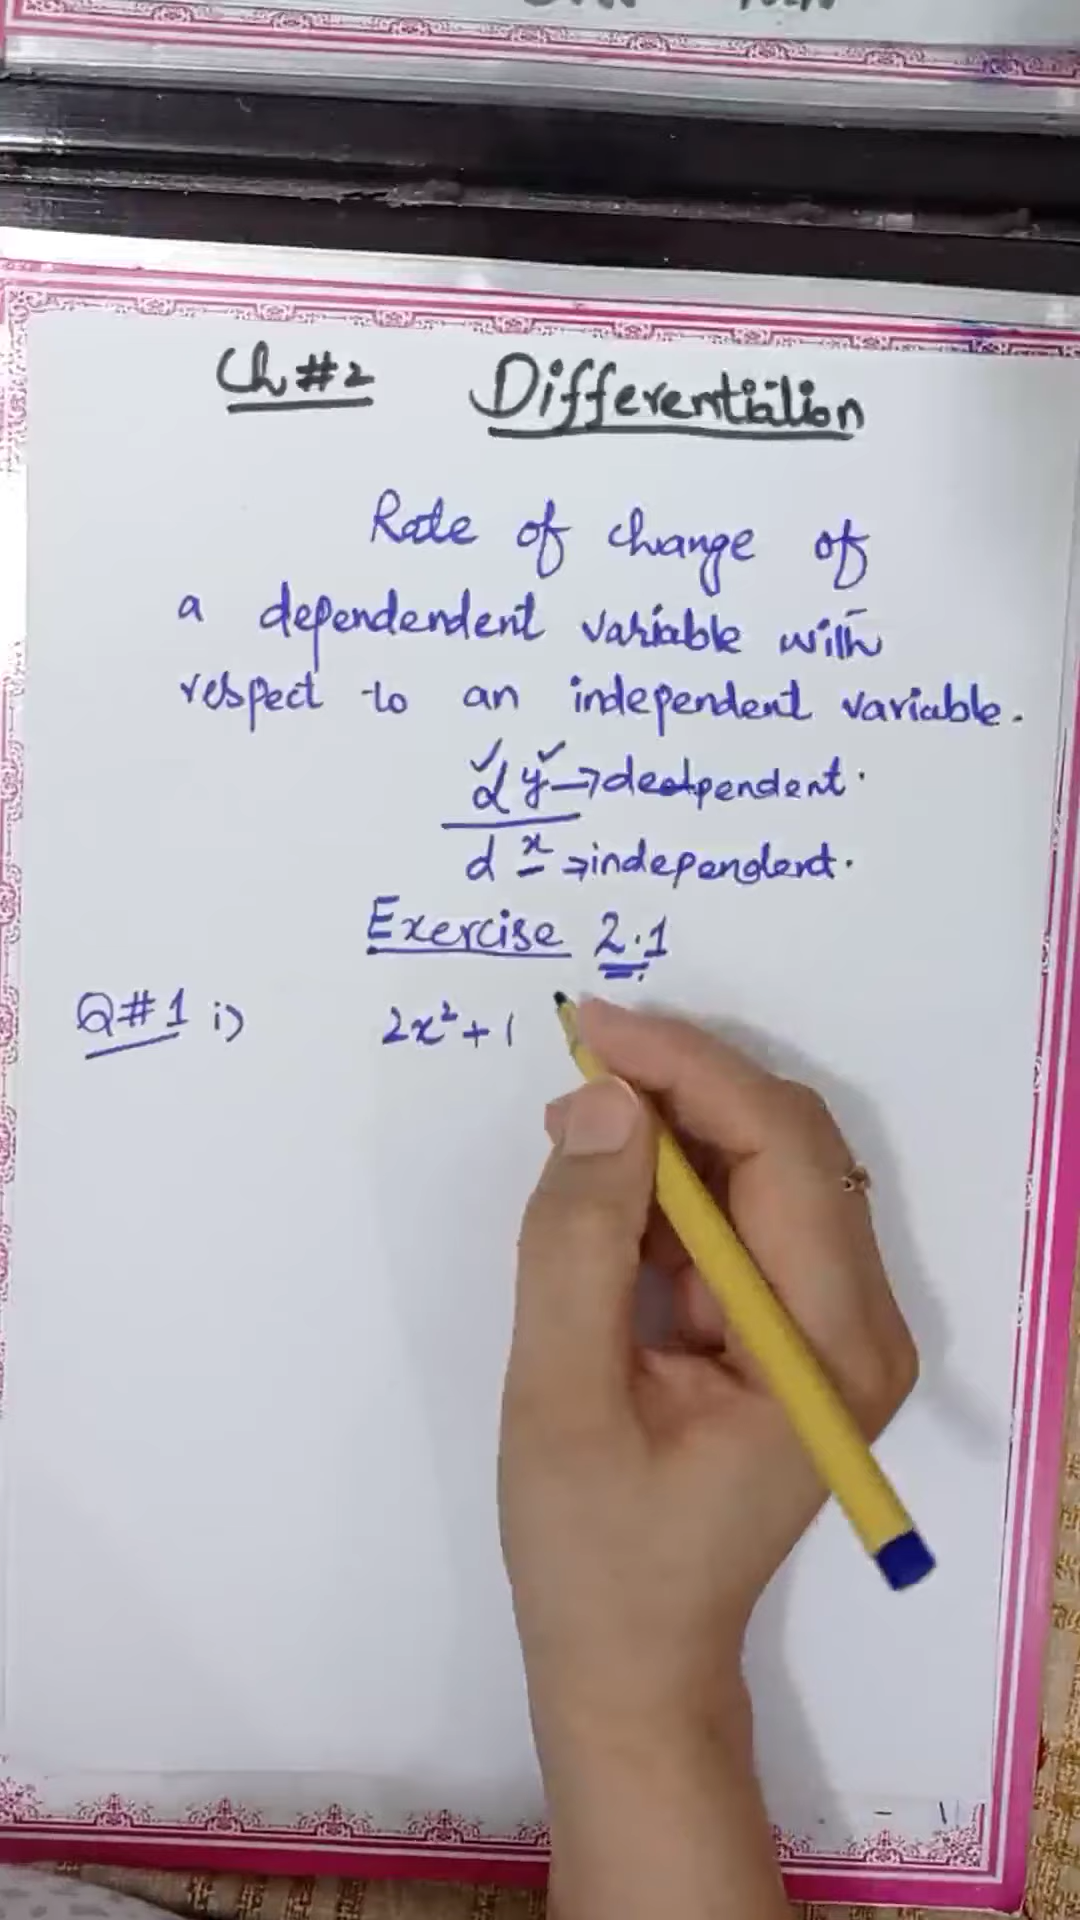 Ch #2 Differentiation
Rate of change of
a dependendent variable with
respect to an independent variable.
dy → dependent.
dx → independent.
Exercise 2.1
Q#1 i) 2x² + 1